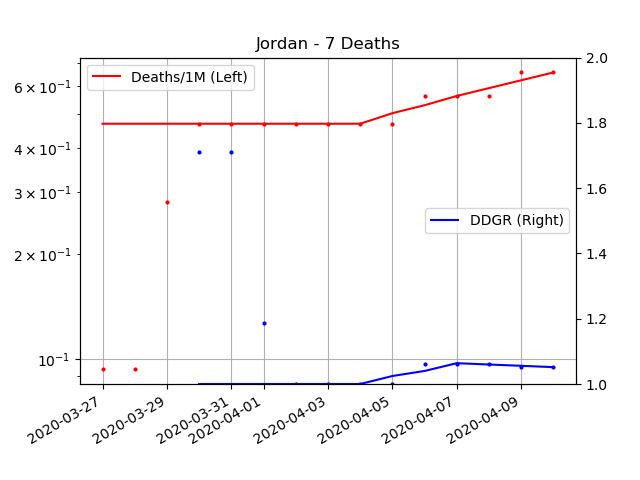 Jordan - 7 Deaths
Deaths/1M (Left)
DDGR (Right)
6 × 10⁻¹
4 × 10⁻¹
3 × 10⁻¹
2 × 10⁻¹
10⁻¹
2.0
1.8
1.6
1.4
1.2
1.0
2020-03-27
2020-03-29
2020-03-31
2020-04-01
2020-04-03
2020-04-05
2020-04-07
2020-04-09